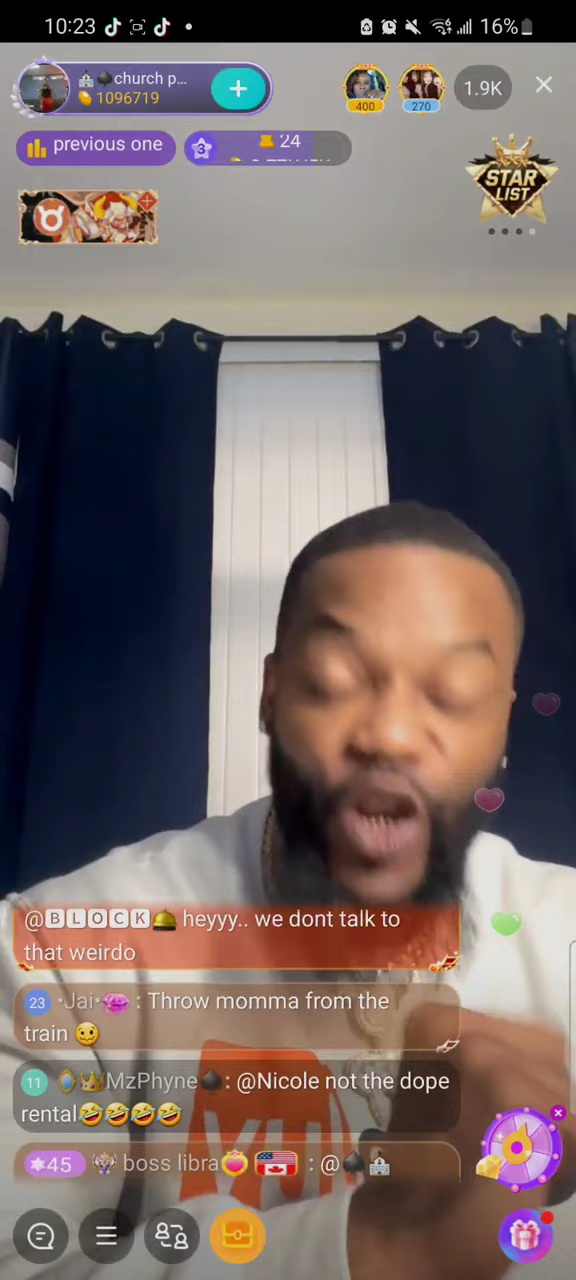 10:23
16%
church p...
1096719
400
270
1.9K
previous one
3
24
STAR
LIST
@BLOCK heyyy.. we dont talk to
that weirdo
23 •Jai• : Throw momma from the
train
11 MzPhyne♠: @Nicole not the dope
rental🤣🤣🤣🤣
45 boss libra : @♠